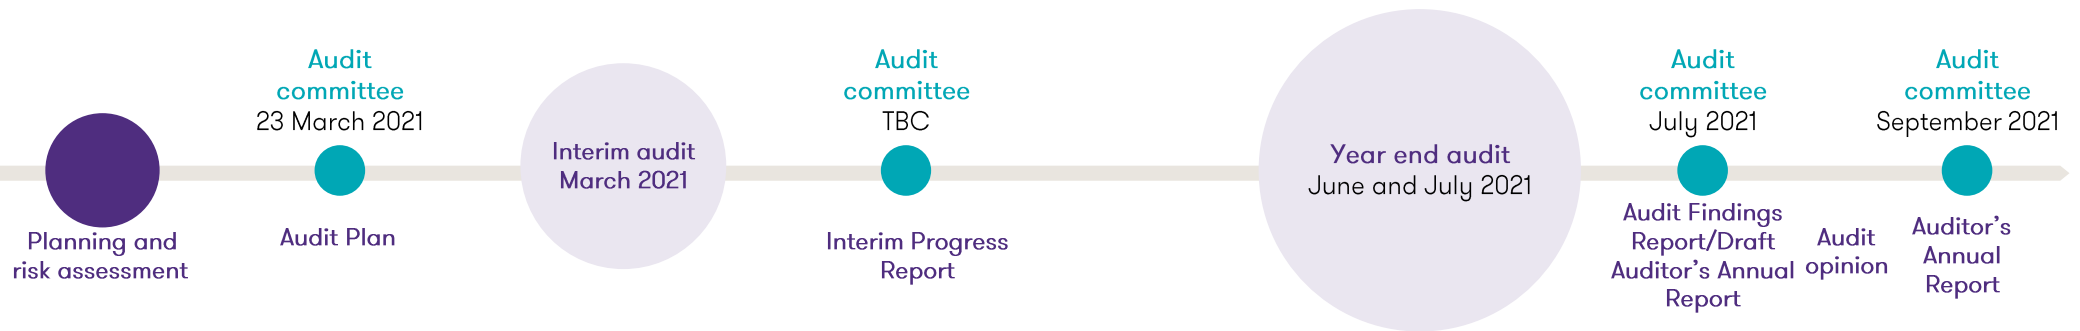 Planning and
risk assessment
Audit
committee
23 March 2021
Audit Plan
Interim audit
March 2021
Audit
committee
TBC
Interim Progress
Report
Year end audit
June and July 2021
Audit
committee
July 2021
Audit Findings
Report/Draft
Auditor’s Annual
Report
Audit
opinion
Audit
committee
September 2021
Auditor’s
Annual
Report